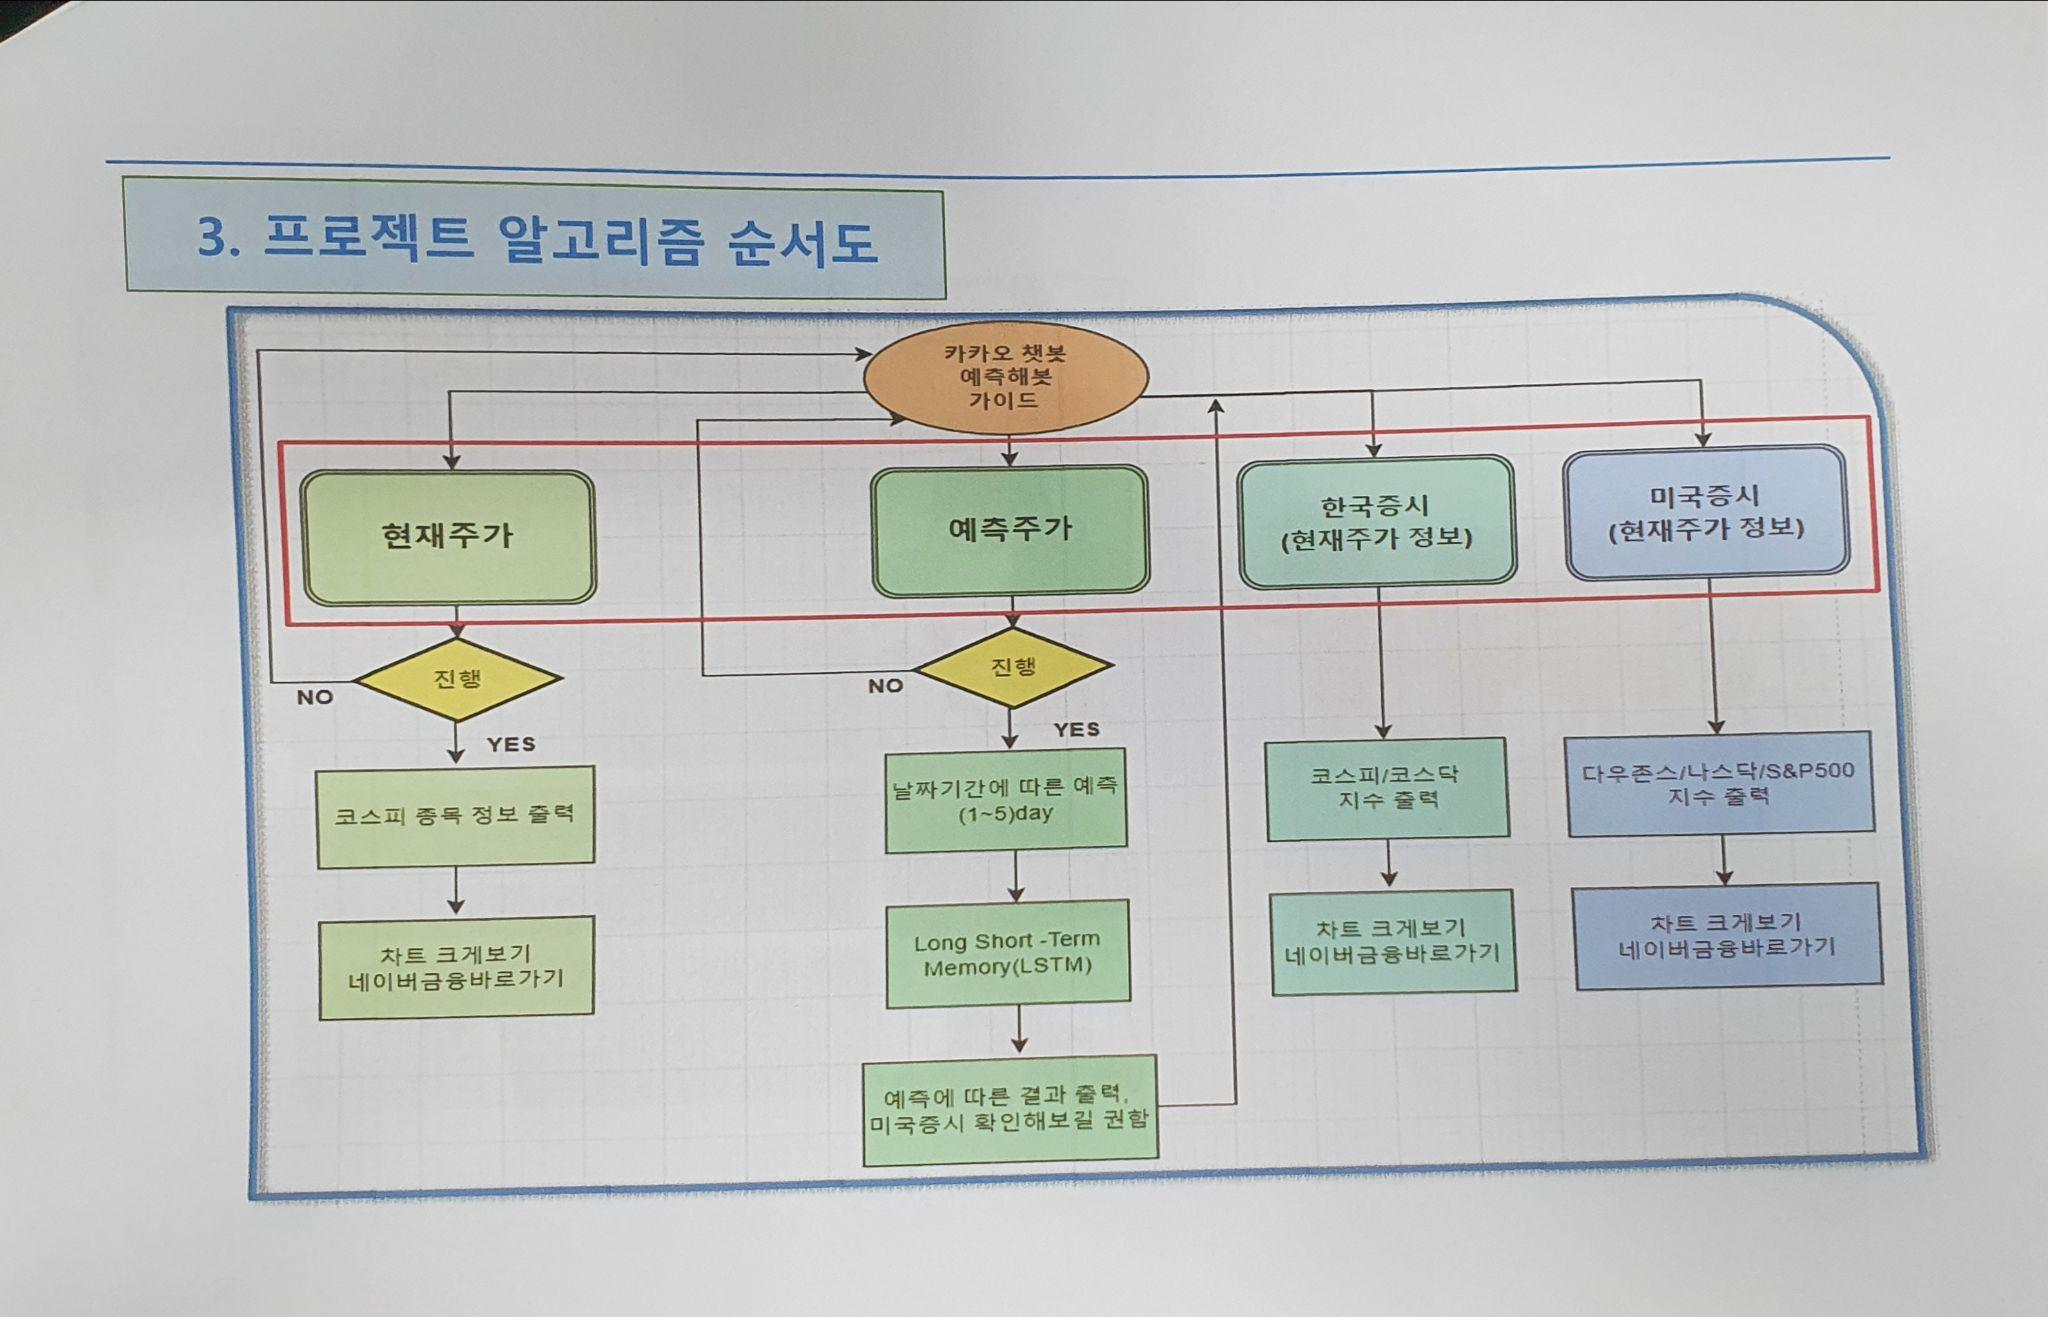 3. 프로젝트 알고리즘 순서도
카카오 챗봇
예측해봇
가이드
현재주가
예측주가
한국증시
(현재주가 정보)
미국증시
(현재주가 정보)
진행
NO
YES
진행
NO
YES
코스피 종목 정보 출력
날짜기간에 따른 예측
(1~5)day
코스피/코스닥
지수 출력
다우존스/나스닥/S&P500
지수 출력
차트 크게보기
네이버금융바로가기
Long Short -Term
Memory(LSTM)
차트 크게보기
네이버금융바로가기
차트 크게보기
네이버금융바로가기
예측에 따른 결과 출력,
미국증시 확인해보길 권함